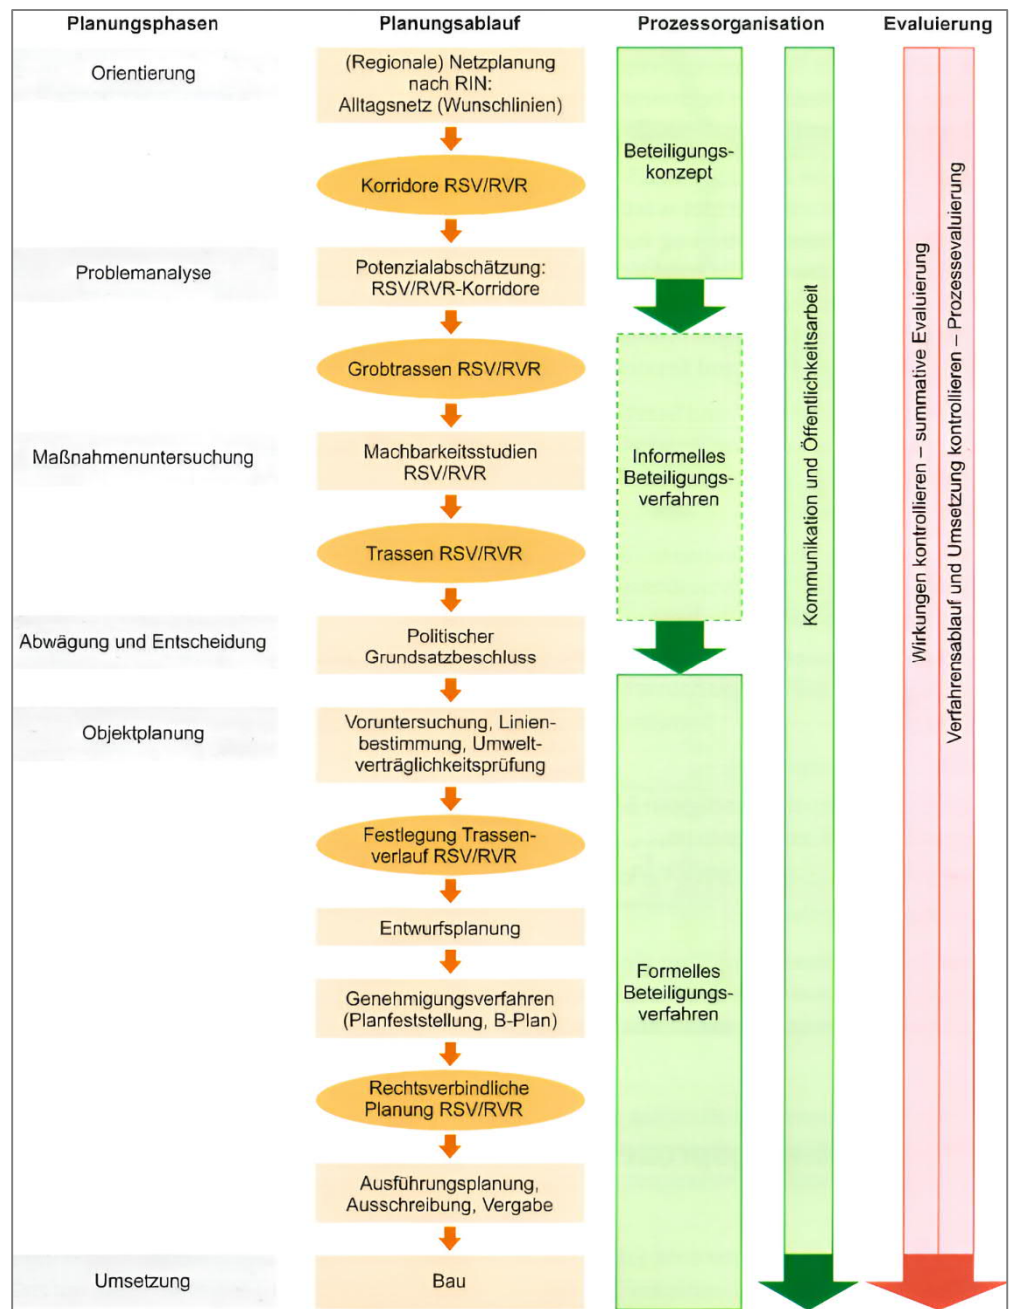 Planungsphasen
Planungsablauf
Prozessorganisation
Evaluierung
Orientierung
(Regionale) Netzplanung
nach RIN:
Alltagsnetz (Wunschlinien)
Korridore RSV/RVR
Problemanalyse
Potenzialabschätzung:
RSV/RVR-Korridore
Grobtrassen RSV/RVR
Maßnahmenuntersuchung
Machbarkeitsstudien
RSV/RVR
Trassen RSV/RVR
Abwägung und Entscheidung
Politischer
Grundsatzbeschluss
Objektplanung
Voruntersuchung, Linien-
bestimmung, Umwelt-
verträglichkeitsprüfung
Festlegung Trassen-
verlauf RSV/RVR
Entwurfsplanung
Genehmigungsverfahren
(Planfeststellung, B-Plan)
Rechtsverbindliche
Planung RSV/RVR
Ausführungsplanung,
Ausschreibung, Vergabe
Umsetzung
Bau
Beteiligungs-
konzept
Informelles
Beteiligungs-
verfahren
Formelles
Beteiligungs-
verfahren
Kommunikation und Öffentlichkeitsarbeit
Wirkungen kontrollieren – summative Evaluierung
Verfahrensablauf und Umsetzung kontrollieren – Prozessevaluierung